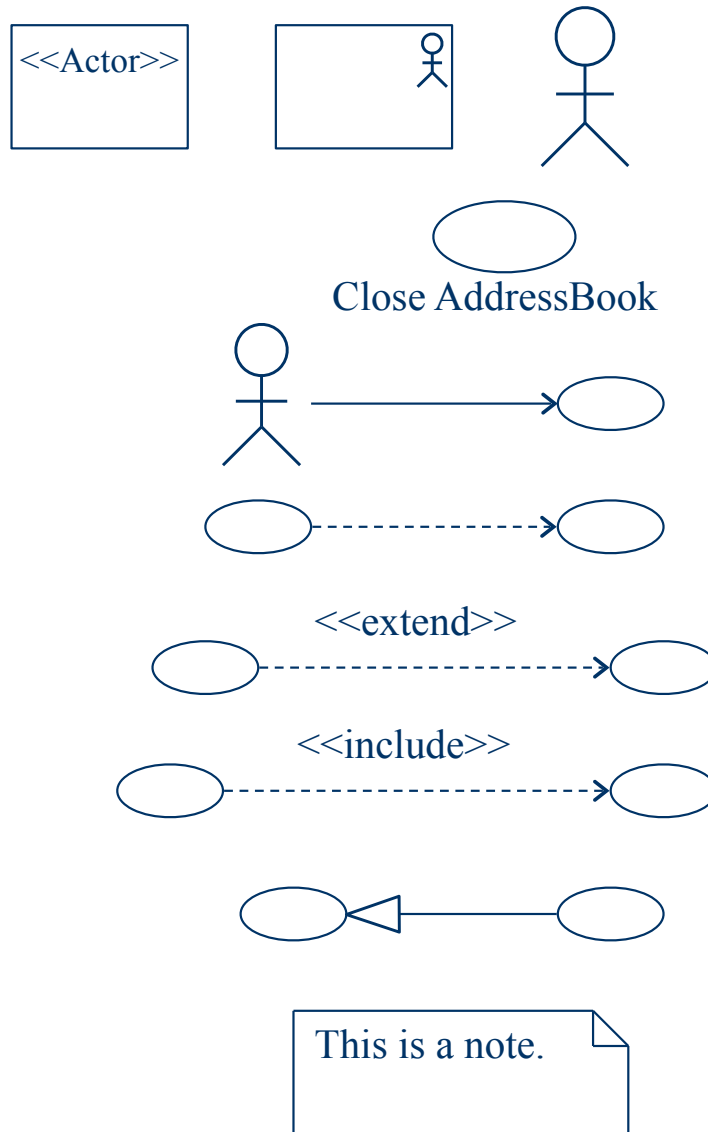 <<Actor>>
Close AddressBook
<<extend>>
<<include>>
This is a note.